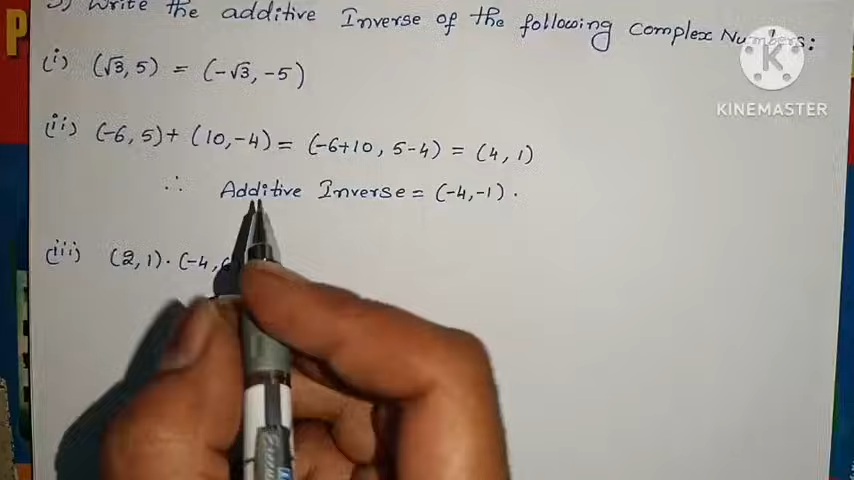 Write the additive Inverse of the following complex Numbers:
(i) (√3, 5) = (-√3, -5)
(ii) (-6, 5) + (10, -4) = (-6+10, 5-4) = (4, 1)
∴ Additive Inverse = (-4, -1).
(iii) (2, 1) · (-4,
P
KINEMASTER